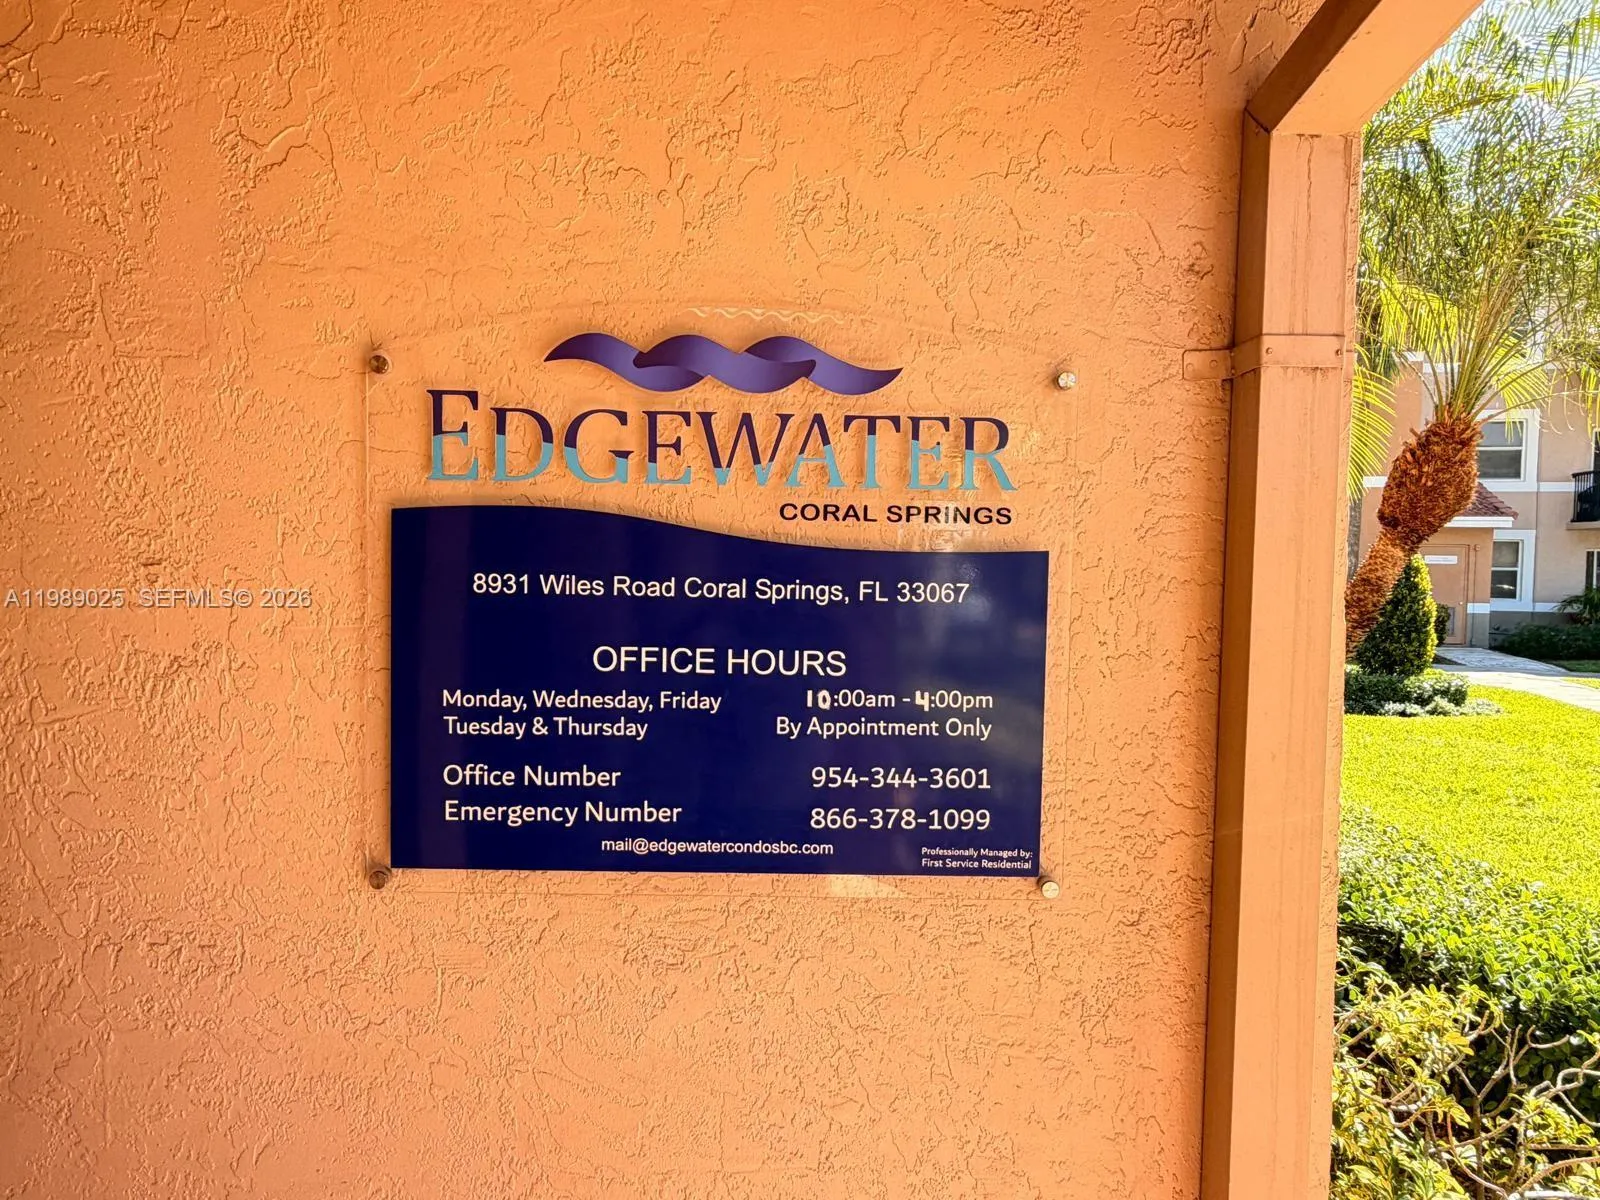 EDGEWATER
CORAL SPRINGS
8931 Wiles Road Coral Springs, FL 33067
OFFICE HOURS
Monday, Wednesday, Friday 10:00am - 4:00pm
Tuesday & Thursday By Appointment Only
Office Number 954-344-3601
Emergency Number 866-378-1099
mail@edgewatercondosbc.com
Professionally Managed by:
First Service Residential
A11989025 SEFMLS© 2026